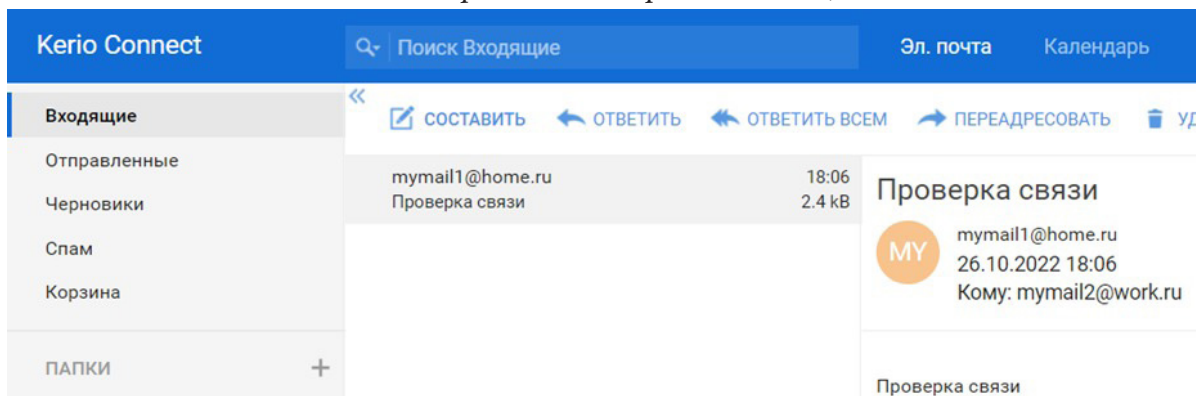 Kerio Connect
Поиск Входящие
Эл. почта
Календарь
Входящие
Отправленные
Черновики
Спам
Корзина
ПАПКИ
СОСТАВИТЬ
ОТВЕТИТЬ
ОТВЕТИТЬ ВСЕМ
ПЕРЕАДРЕСОВАТЬ
УД
mymail1@home.ru 18:06
Проверка связи 2.4 kB
Проверка связи
MY
mymail1@home.ru
26.10.2022 18:06
Кому: mymail2@work.ru
Проверка связи